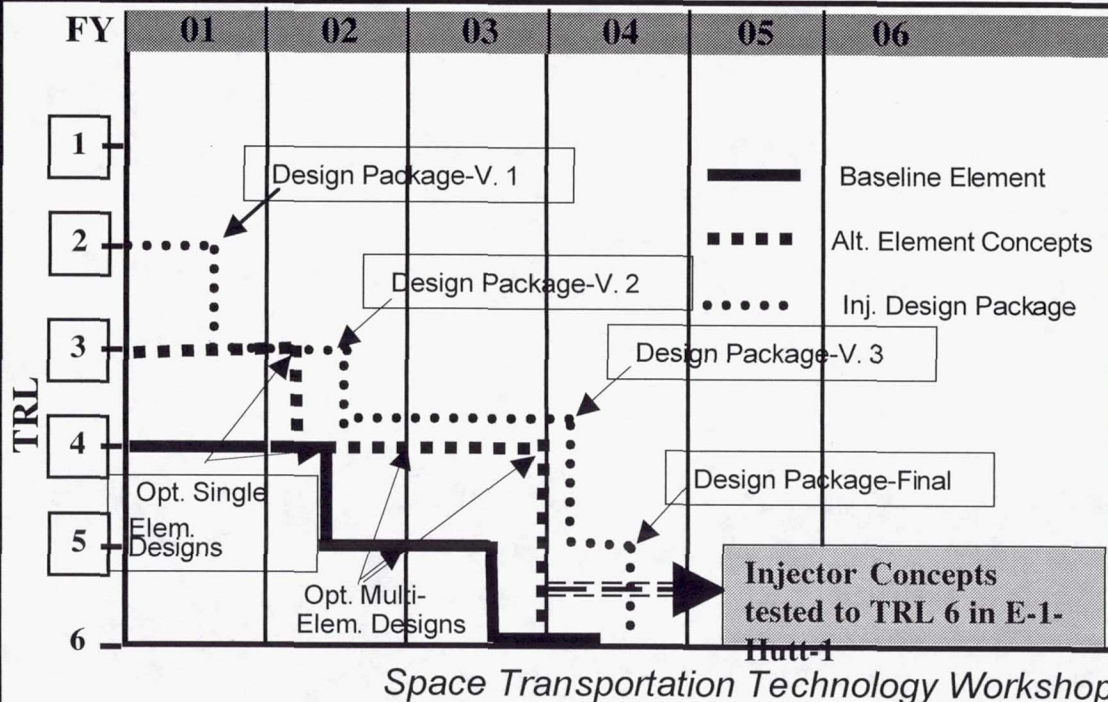 FY 01 02 03 04 05 06
1
Design Package-V. 1
Baseline Element
2
Alt. Element Concepts
Design Package-V. 2
Inj. Design Package
3
Design Package-V. 3
TRL
4
Design Package-Final
Opt. Single
Elem.
Designs
5
Injector Concepts
tested to TRL 6 in E-1-
Hutt-1
Opt. Multi-
Elem. Designs
6
Space Transportation Technology Workshop